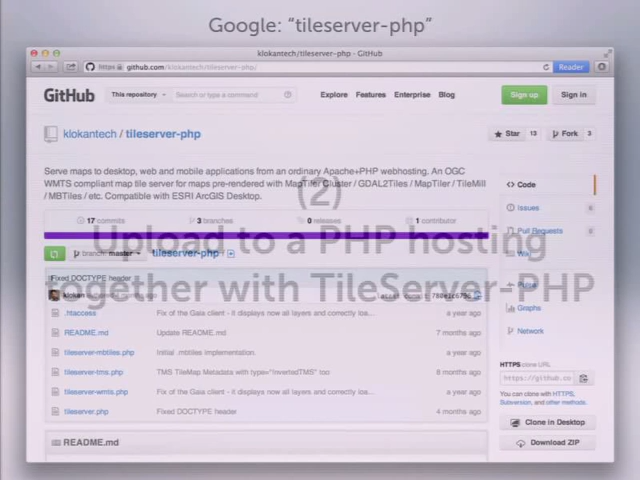 Google: “tileserver-php”
klokantech/tileserver-php - GitHub
https github.com/klokantech/tileserver-php/
Reader
GitHub This repository Search or type a command Explore Features Enterprise Blog Sign up Sign in
klokantech / tileserver-php Star 13 Fork 3
Serve maps to desktop, web and mobile applications from an ordinary Apache+PHP webhosting. An OGC
WMTS compliant map tile server for maps pre-rendered with MapTiler Cluster / GDAL2Tiles / MapTiler / TileMill
/ MBTiles / etc. Compatible with ESRI ArcGIS Desktop.
(2)
Upload to a PHP hosting
together with TileServer-PHP
17 commits 3 branches 0 releases 1 contributor
branch: master tileserver-php /
Fixed DOCTYPE header
.htaccess Fix of the Gaia client - it displays now all layers and correctly loa... a year ago
README.md Update README.md 7 months ago
tileserver-mbtiles.php Initial .mbtiles implementation. a year ago
tileserver-tms.php TMS TileMap Metadata with type="InvertedTMS" too 8 months ago
tileserver-wmts.php Fix of the Gaia client - it displays now all layers and correctly loa... a year ago
tileserver.php Fixed DOCTYPE header 4 months ago
README.md
Code
Issues
Pull Requests
Wiki
Pulse
Graphs
Network
HTTPS clone URL
https://github.co
You can clone with HTTPS,
Subversion, and other methods.
Clone in Desktop
Download ZIP